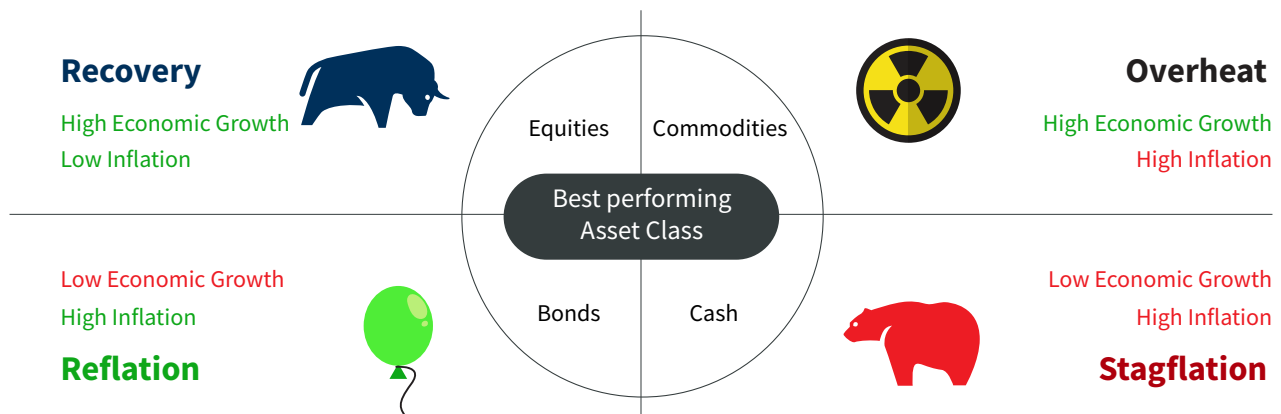 Recovery
High Economic Growth
Low Inflation
Equities
Commodities
Overheat
High Economic Growth
High Inflation
Best performing
Asset Class
Low Economic Growth
High Inflation
Reflation
Bonds
Cash
Low Economic Growth
High Inflation
Stagflation